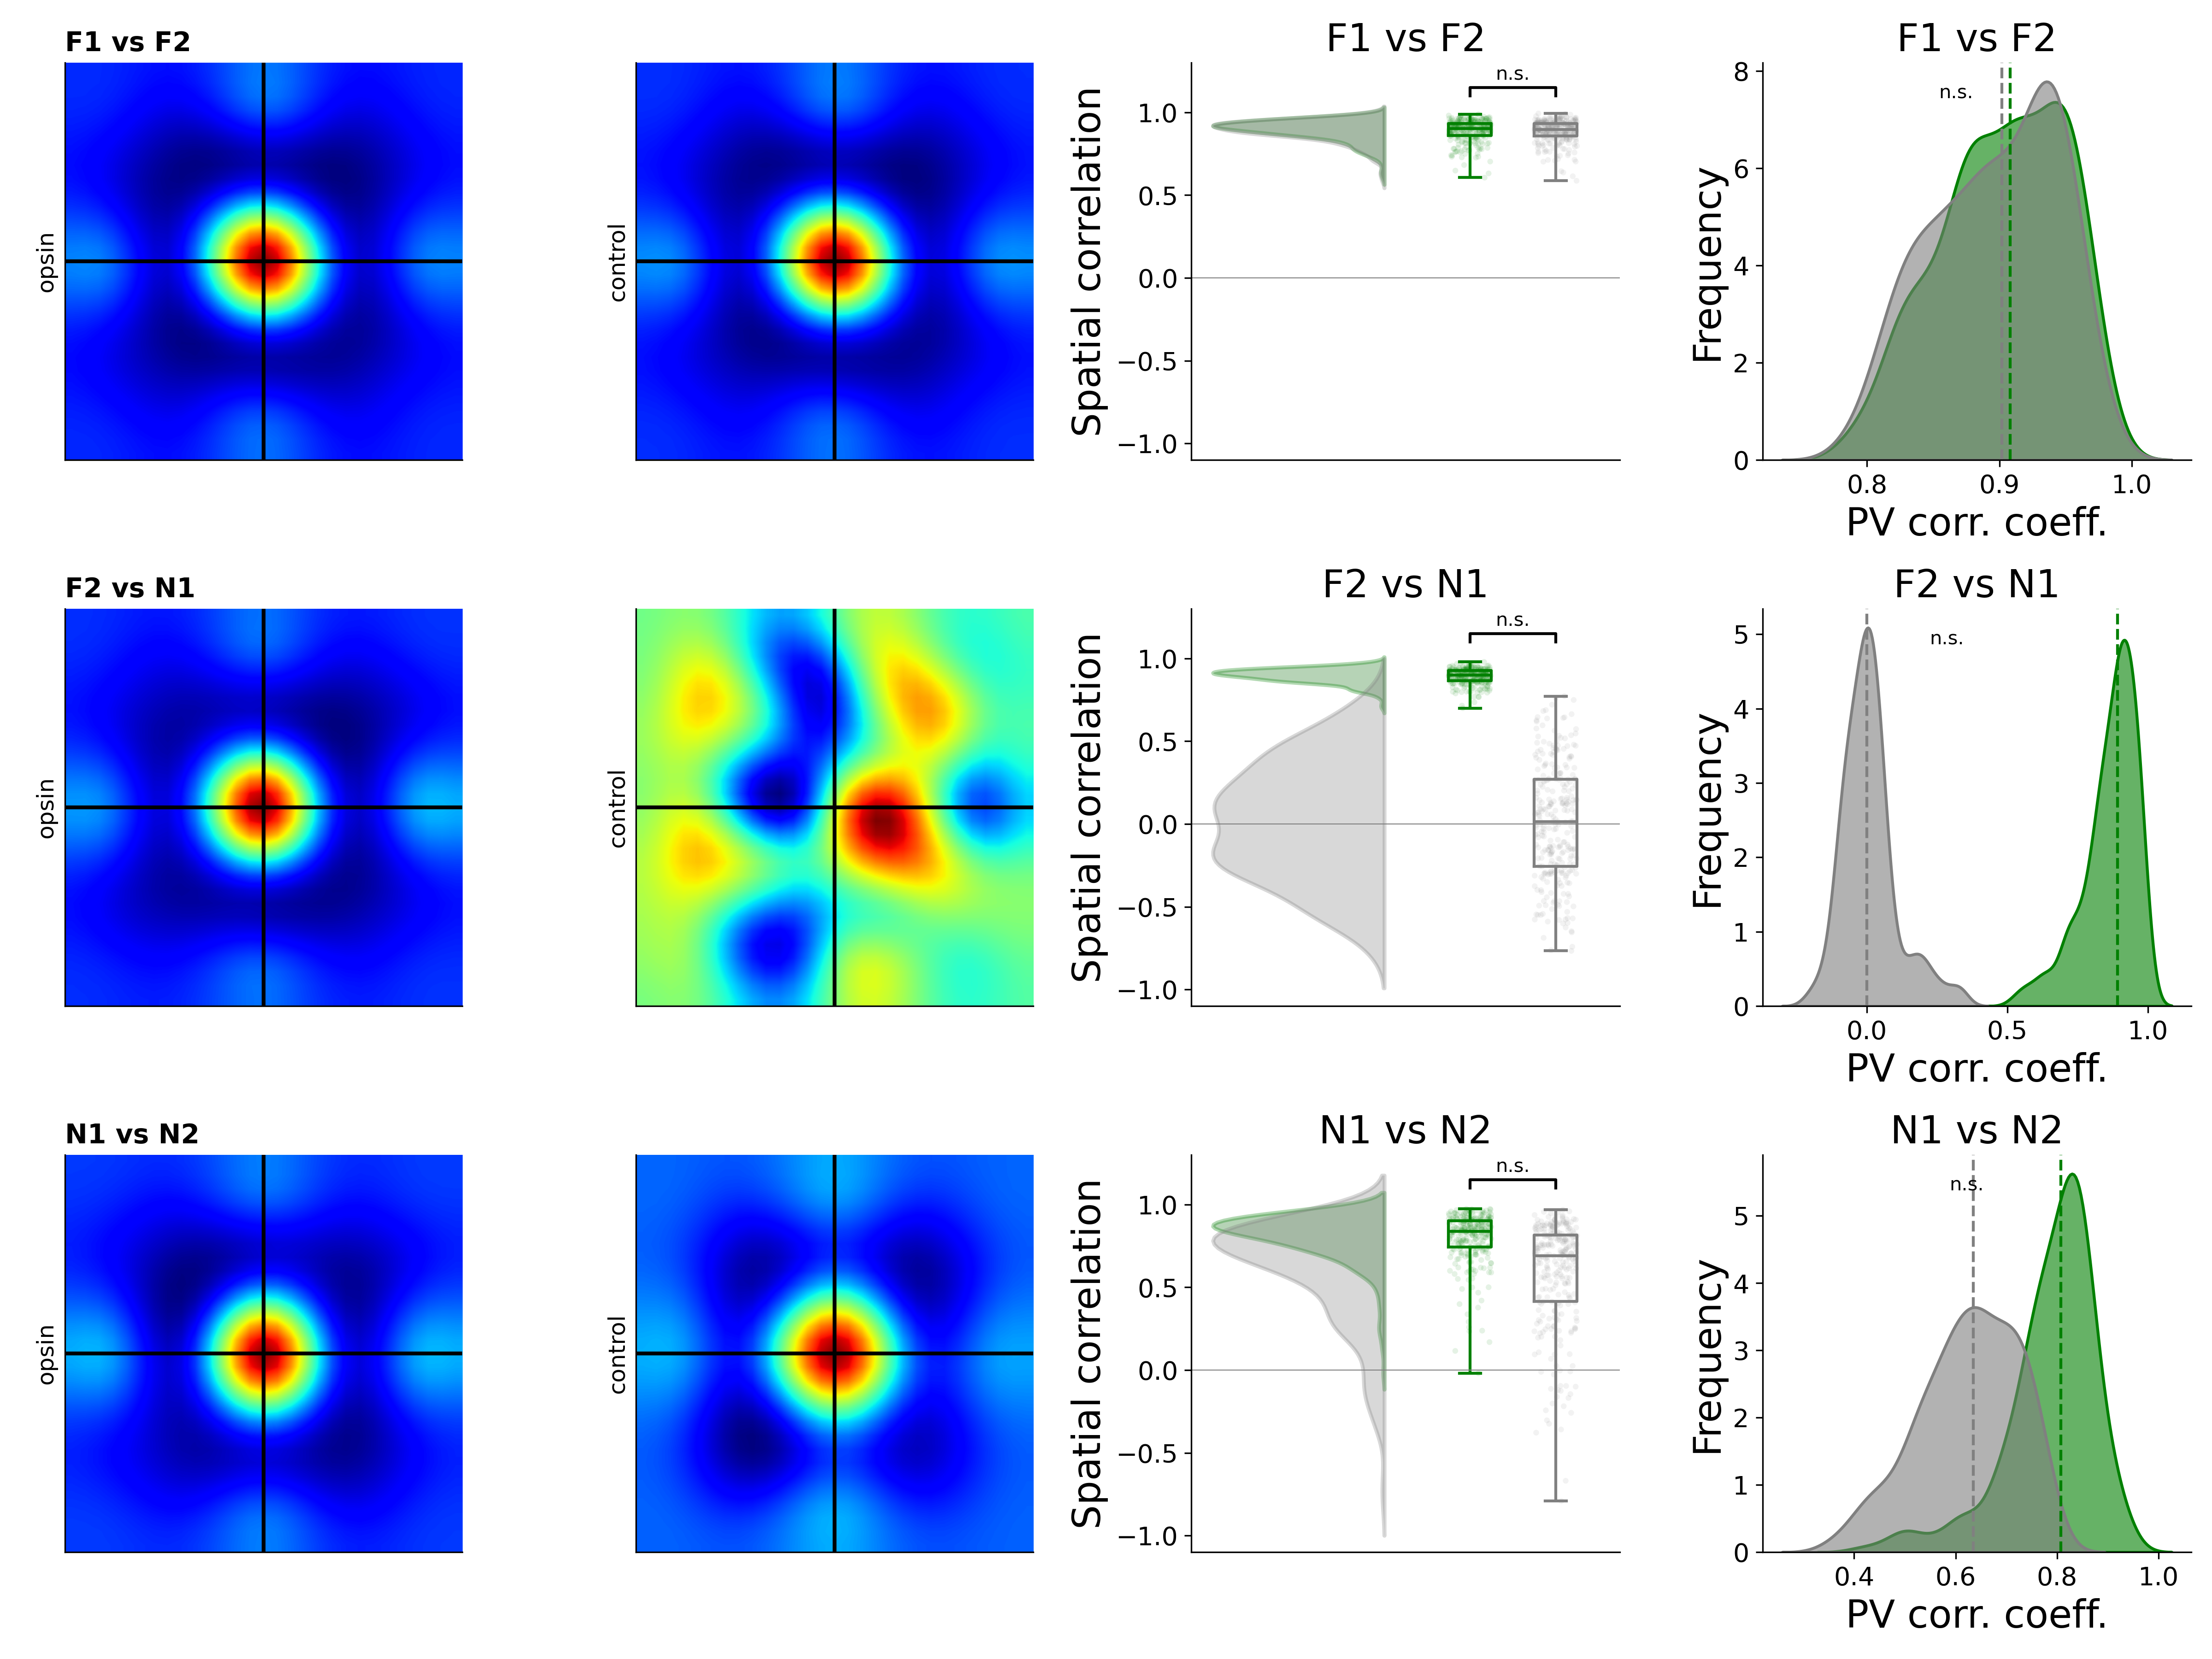 F1 vs F2
opsin
control
F1 vs F2
Spatial correlation
1.0
0.5
0.0
−0.5
−1.0
n.s.
F1 vs F2
Frequency
8
6
4
2
0
n.s.
0.8 0.9 1.0
PV corr. coeff.
F2 vs N1
opsin
control
F2 vs N1
Spatial correlation
1.0
0.5
0.0
−0.5
−1.0
n.s.
F2 vs N1
Frequency
5
4
3
2
1
0
n.s.
0.0 0.5 1.0
PV corr. coeff.
N1 vs N2
opsin
control
N1 vs N2
Spatial correlation
1.0
0.5
0.0
−0.5
−1.0
n.s.
N1 vs N2
Frequency
5
4
3
2
1
0
n.s.
0.4 0.6 0.8 1.0
PV corr. coeff.